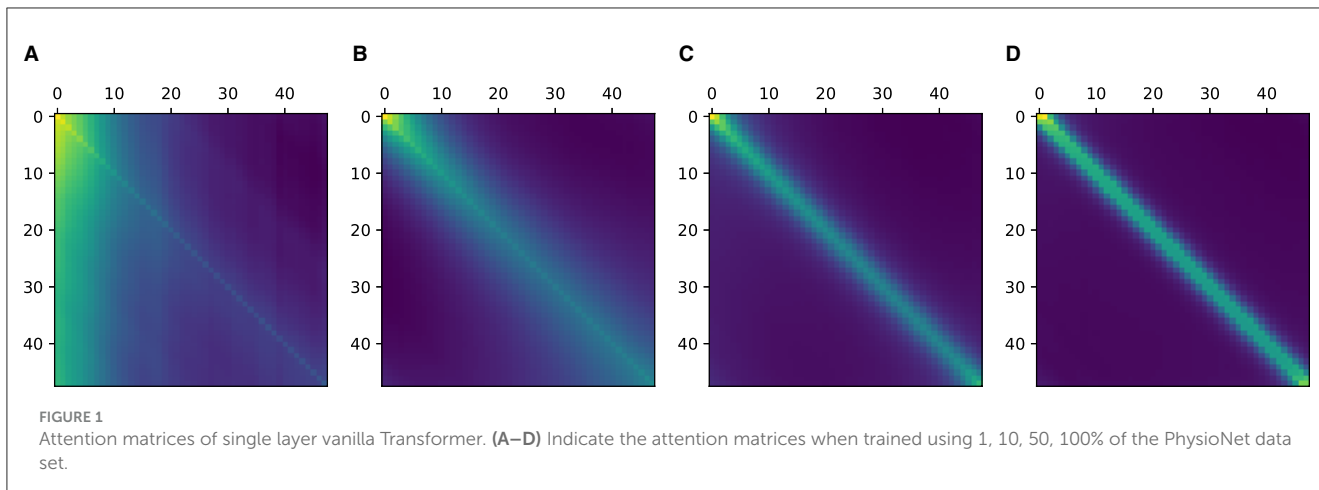 A B C D
0 10 20 30 40 0 10 20 30 40 0 10 20 30 40 0 10 20 30 40
0 0 0 0
10 10 10 10
20 20 20 20
30 30 30 30
40 40 40 40
FIGURE 1
Attention matrices of single layer vanilla Transformer. (A–D) Indicate the attention matrices when trained using 1, 10, 50, 100% of the PhysioNet data
set.